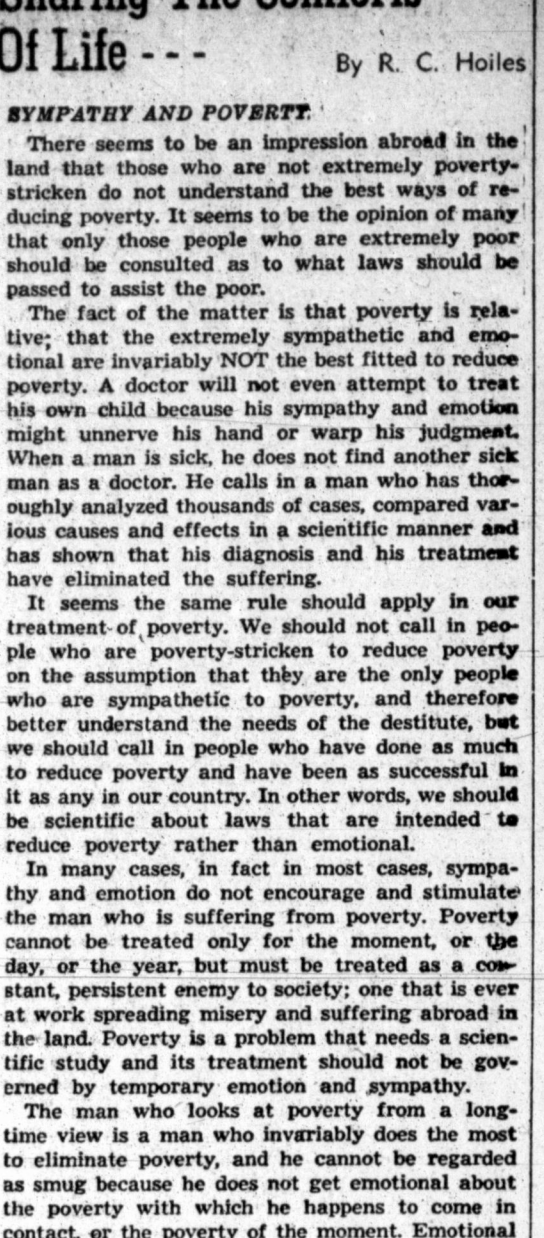 Sharing The Comforts
Of Life - - -
By R. C. Hoiles
SYMPATHY AND POVERTY.
There seems to be an impression abroad in the
land that those who are not extremely poverty-
stricken do not understand the best ways of re-
ducing poverty. It seems to be the opinion of many
that only those people who are extremely poor
should be consulted as to what laws should be
passed to assist the poor.
The fact of the matter is that poverty is rela-
tive; that the extremely sympathetic and emo-
tional are invariably NOT the best fitted to reduce
poverty. A doctor will not even attempt to treat
his own child because his sympathy and emotion
might unnerve his hand or warp his judgment.
When a man is sick, he does not find another sick
man as a doctor. He calls in a man who has thor-
oughly analyzed thousands of cases, compared var-
ious causes and effects in a scientific manner and
has shown that his diagnosis and his treatment
have eliminated the suffering.
It seems the same rule should apply in our
treatment of poverty. We should not call in peo-
ple who are poverty-stricken to reduce poverty
on the assumption that they are the only people
who are sympathetic to poverty, and therefore
better understand the needs of the destitute, but
we should call in people who have done as much
to reduce poverty and have been as successful in
it as any in our country. In other words, we should
be scientific about laws that are intended to
reduce poverty rather than emotional.
In many cases, in fact in most cases, sympa-
thy and emotion do not encourage and stimulate
the man who is suffering from poverty. Poverty
cannot be treated only for the moment, or the
day, or the year, but must be treated as a con-
stant, persistent enemy to society; one that is ever
at work spreading misery and suffering abroad in
the land. Poverty is a problem that needs a scien-
tific study and its treatment should not be gov-
erned by temporary emotion and sympathy.
The man who looks at poverty from a long-
time view is a man who invariably does the most
to eliminate poverty, and he cannot be regarded
as smug because he does not get emotional about
the poverty with which he happens to come in
contact, or the poverty of the moment. Emotional